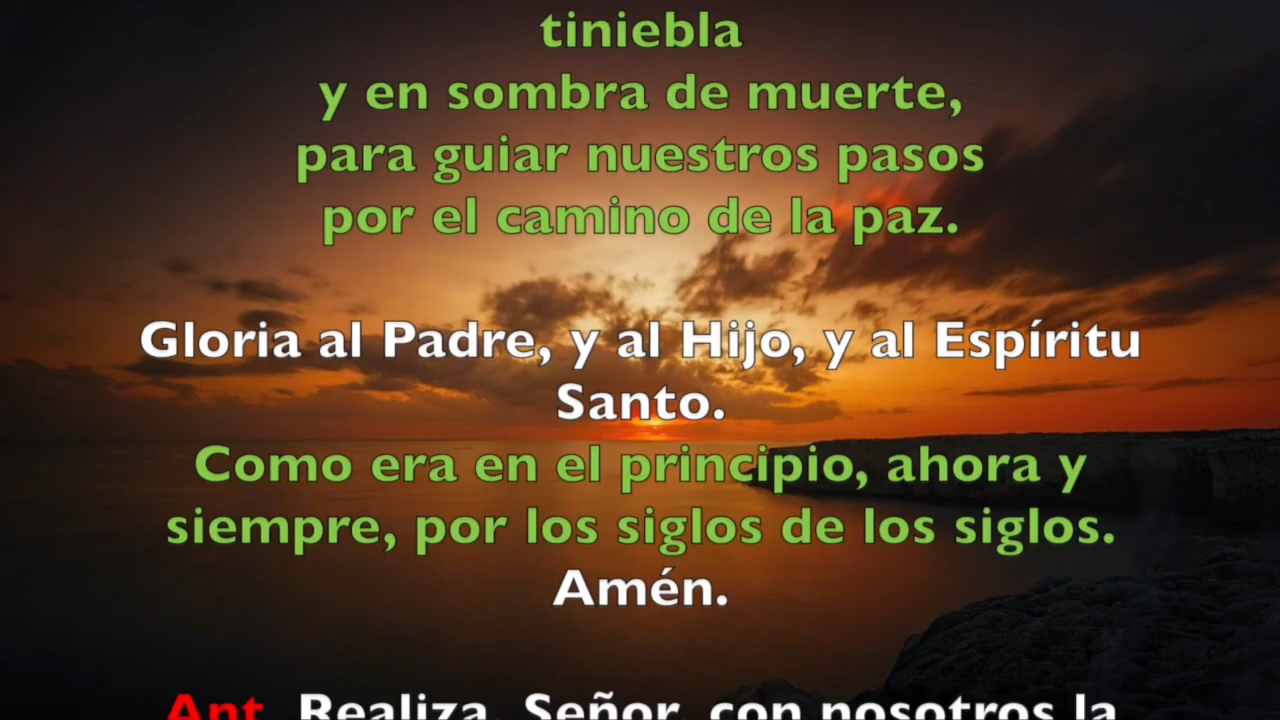 tiniebla
y en sombra de muerte,
para guiar nuestros pasos
por el camino de la paz.
Gloria al Padre, y al Hijo, y al Espíritu
Santo.
Como era en el principio, ahora y
siempre, por los siglos de los siglos.
Amén.
Ant. Realiza, Señor, con nosotros la